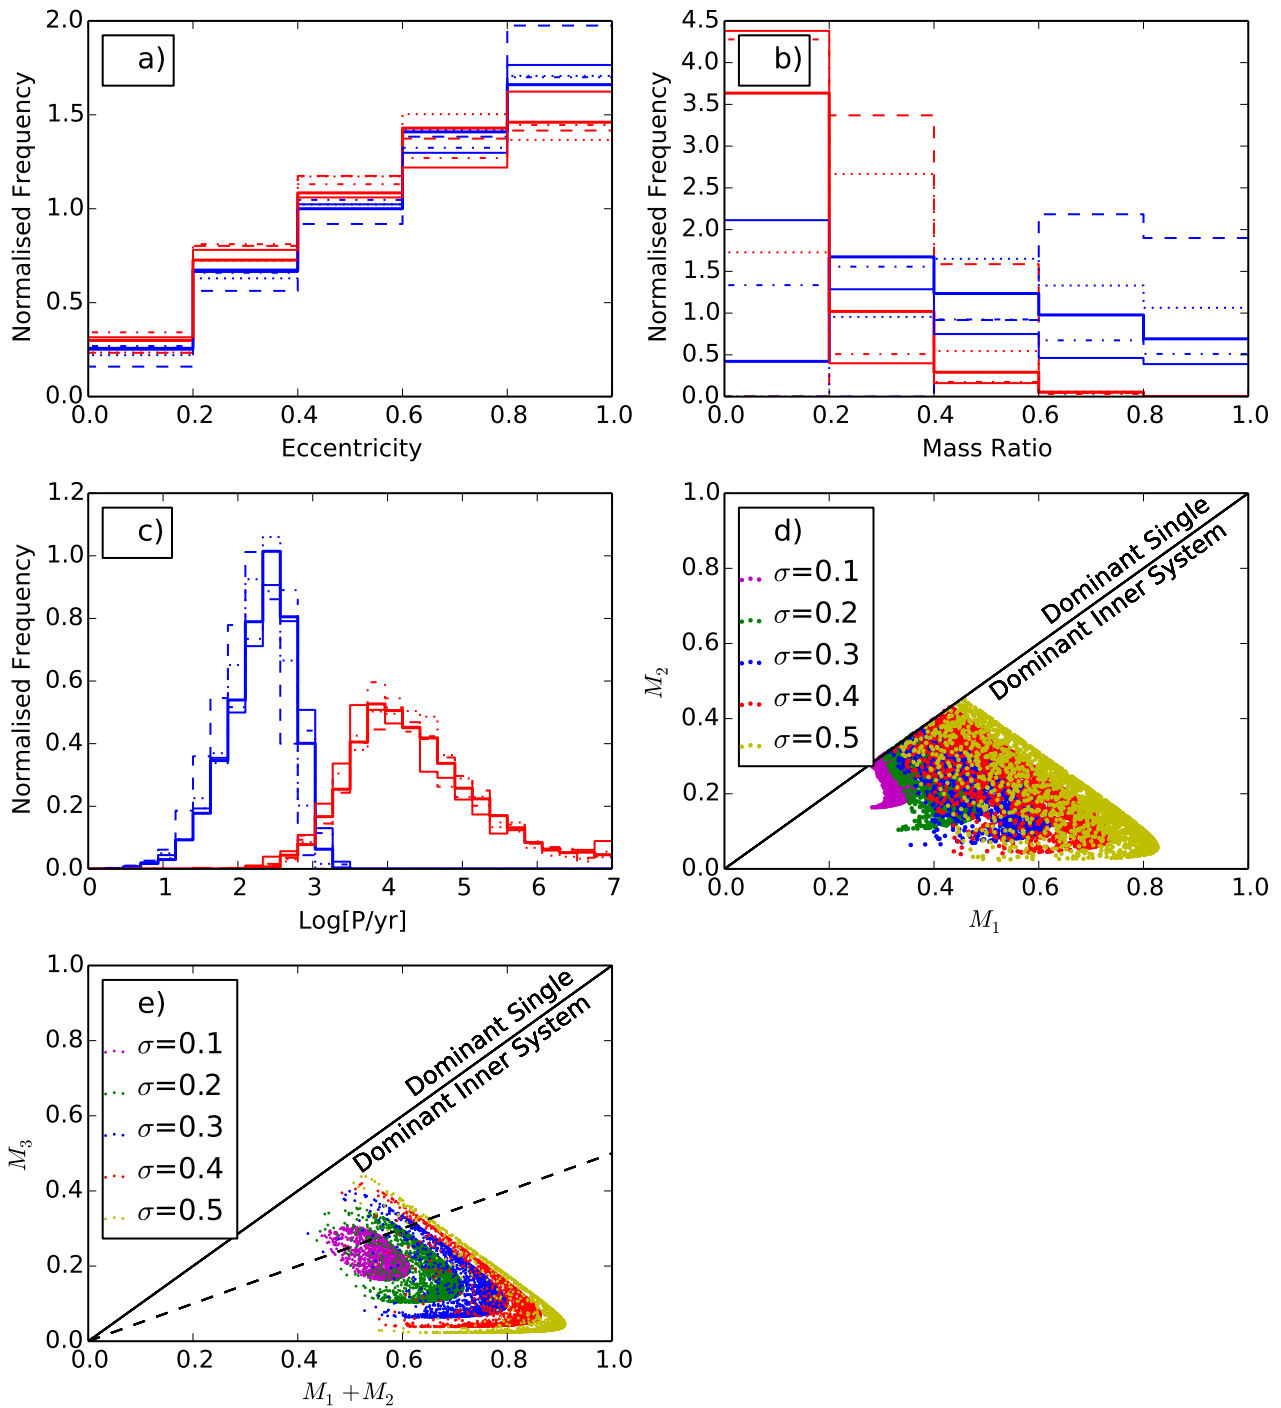 a)
Normalised Frequency
2.0
1.5
1.0
0.5
0.0
0.0 0.2 0.4 0.6 0.8 1.0
Eccentricity
b)
Normalised Frequency
4.5
4.0
3.5
3.0
2.5
2.0
1.5
1.0
0.5
0.0
0.0 0.2 0.4 0.6 0.8 1.0
Mass Ratio
c)
Normalised Frequency
1.2
1.0
0.8
0.6
0.4
0.2
0.0
0 1 2 3 4 5 6 7
Log[P/yr]
d)
σ=0.1
σ=0.2
σ=0.3
σ=0.4
σ=0.5
Dominant Single
Dominant Inner System
M₂
1.0
0.8
0.6
0.4
0.2
0.0
0.0 0.2 0.4 0.6 0.8 1.0
M₁
e)
σ=0.1
σ=0.2
σ=0.3
σ=0.4
σ=0.5
Dominant Single
Dominant Inner System
M₃
1.0
0.8
0.6
0.4
0.2
0.0
0.0 0.2 0.4 0.6 0.8 1.0
M₁ + M₂